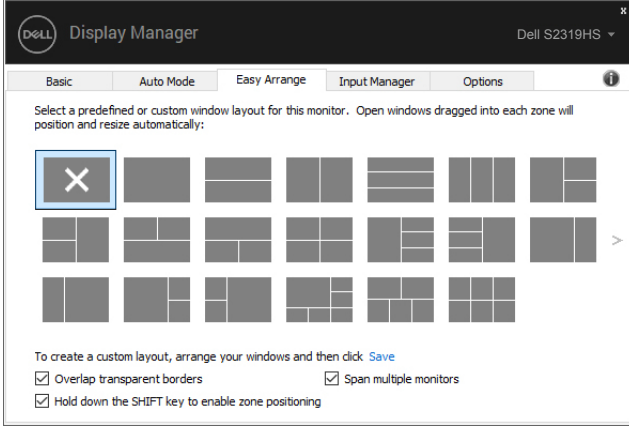 x
DELL Display Manager Dell S2319HS
Basic Auto Mode Easy Arrange Input Manager Options
Select a predefined or custom window layout for this monitor. Open windows dragged into each zone will
position and resize automatically:
>
To create a custom layout, arrange your windows and then click Save
Overlap transparent borders Span multiple monitors
Hold down the SHIFT key to enable zone positioning